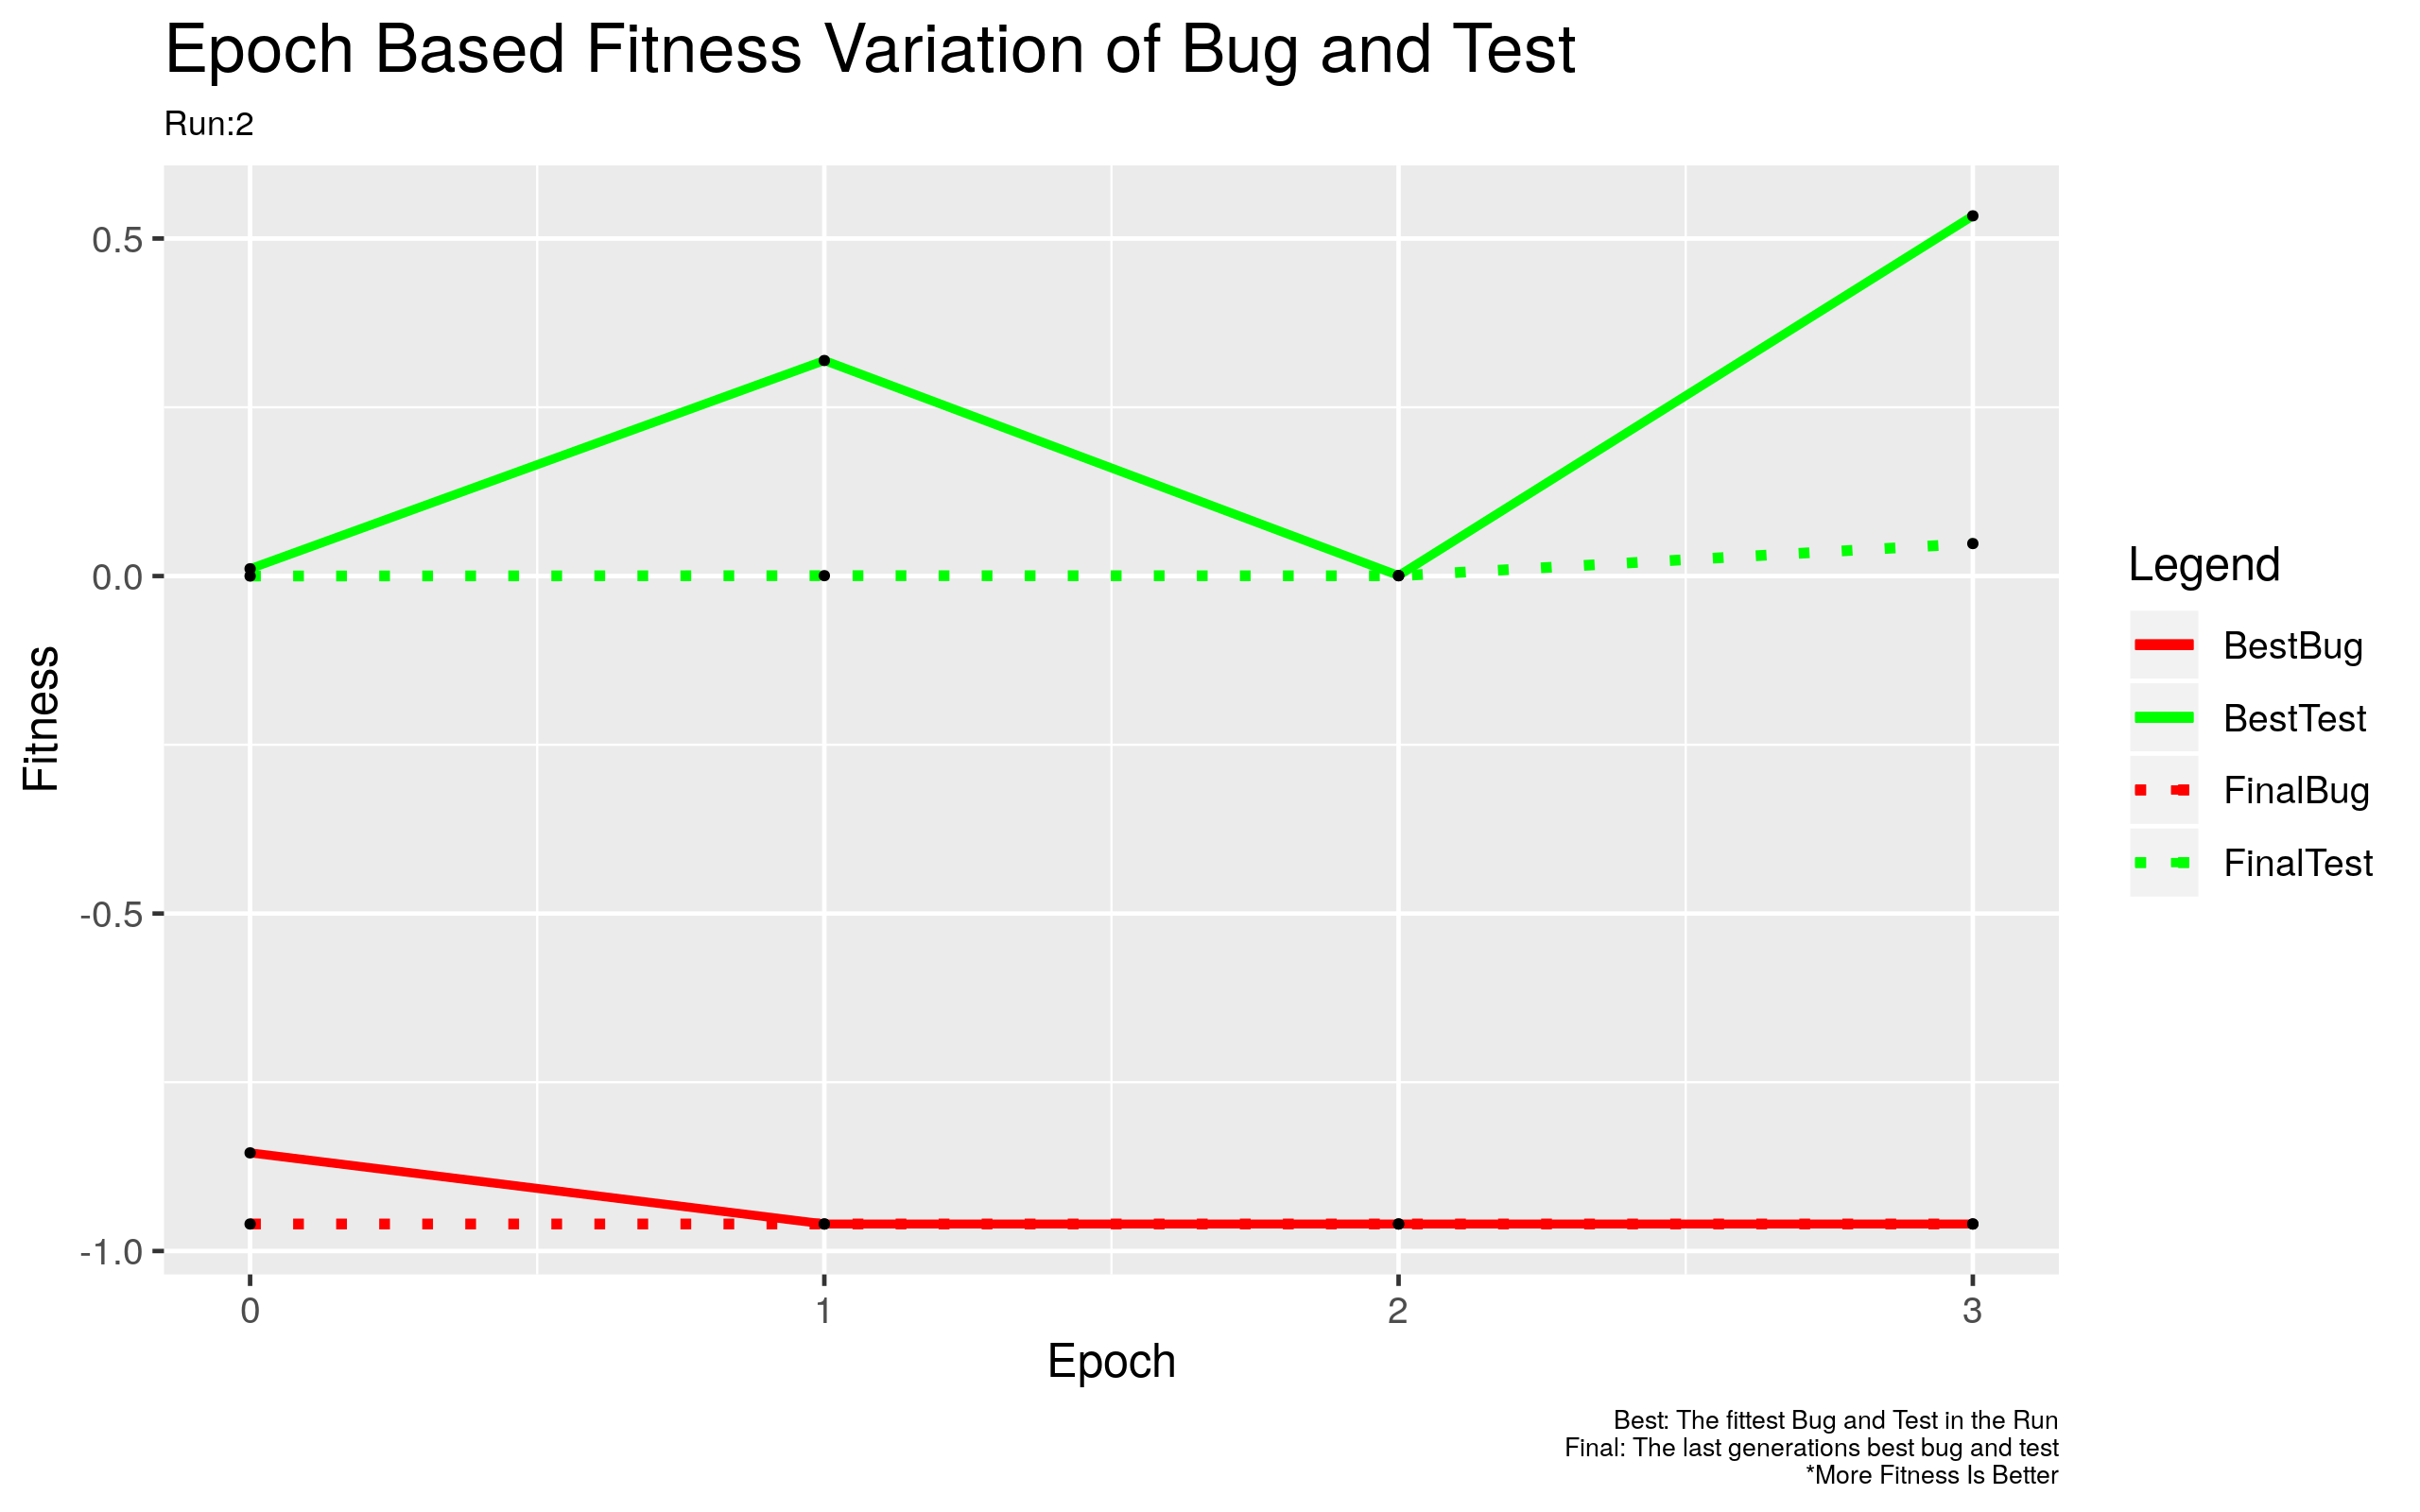 Epoch Based Fitness Variation of Bug and Test
Run:2
Fitness
0.5
0.0
-0.5
-1.0
0
1
2
3
Epoch
Legend
BestBug
BestTest
FinalBug
FinalTest
Best: The fittest Bug and Test in the Run
Final: The last generations best bug and test
*More Fitness Is Better